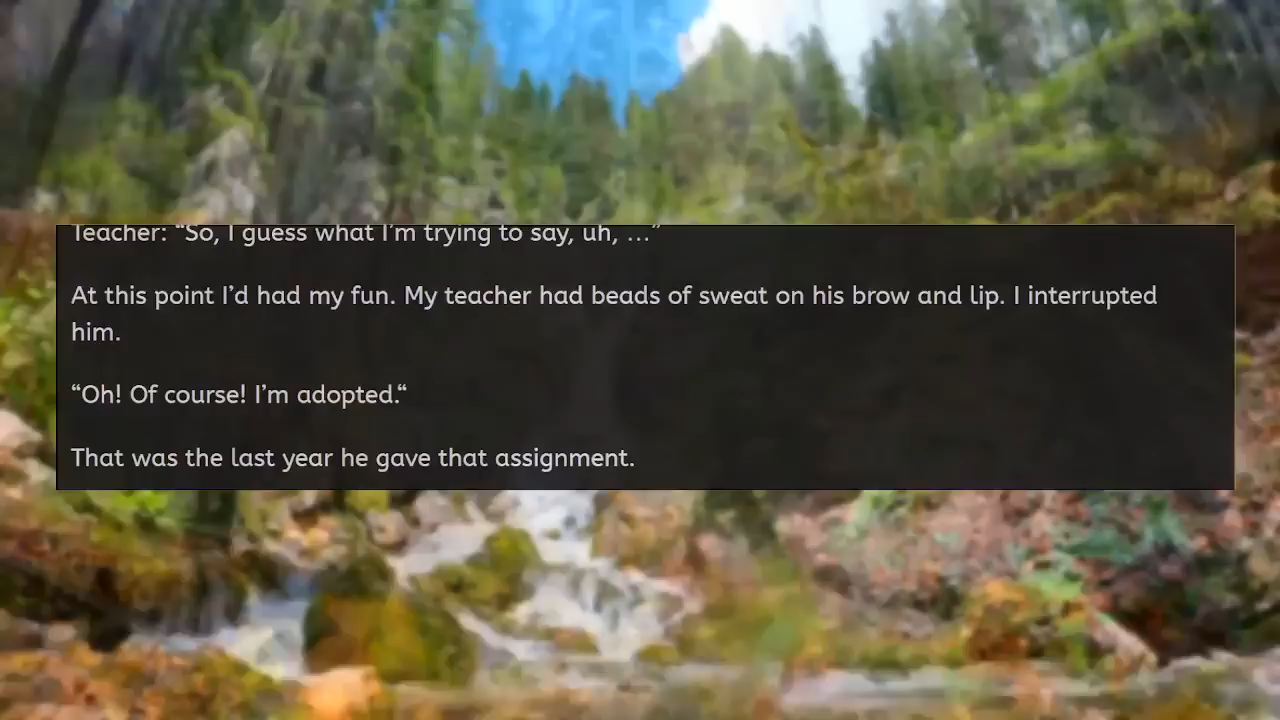 Teacher: “So, I guess what I’m trying to say, uh, …”
At this point I’d had my fun. My teacher had beads of sweat on his brow and lip. I interrupted
him.
“Oh! Of course! I’m adopted.“
That was the last year he gave that assignment.